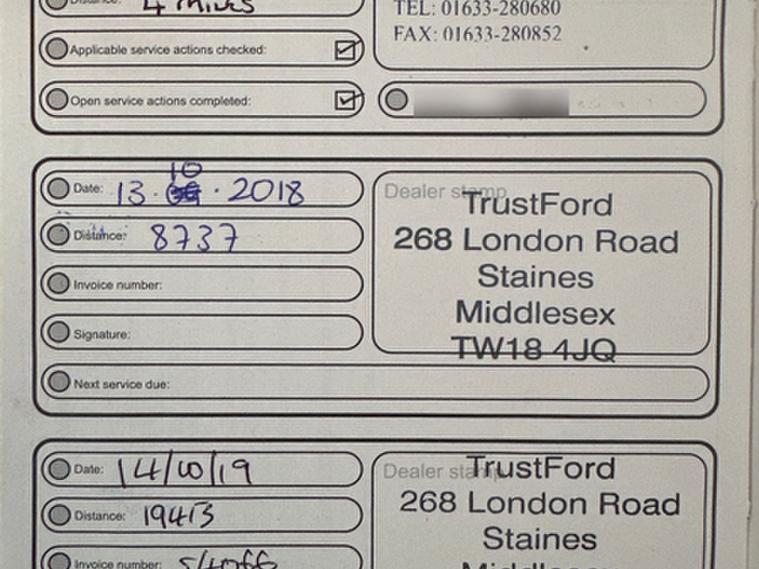 4 miles
TEL: 01633-280680
FAX: 01633-280852
Applicable service actions checked:
Open service actions completed:
Date: 13. 10 . 2018
Dealer stamp
TrustFord
268 London Road
Staines
Middlesex
TW18 4JQ
Distance: 8737
Invoice number:
Signature:
Next service due:
Date: 14/10/19
Dealer stamp
TrustFord
268 London Road
Staines
Middlesex
Distance: 19413
Invoice number: